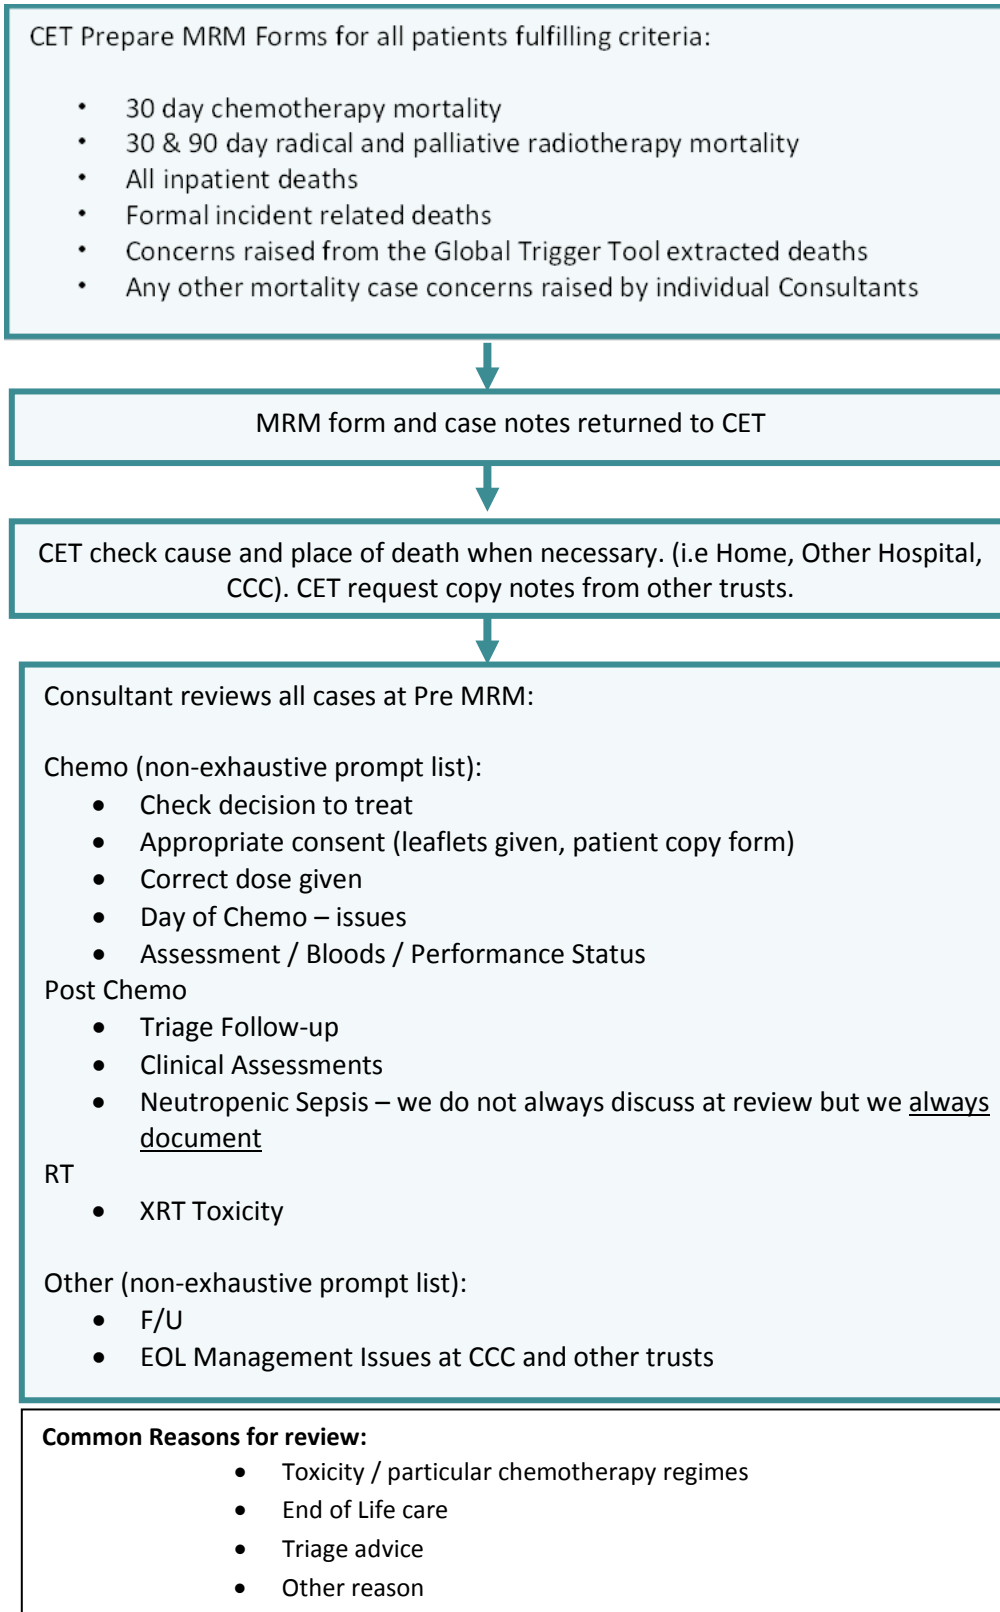 CET Prepare MRM Forms for all patients fulfilling criteria:
• 30 day chemotherapy mortality
• 30 & 90 day radical and palliative radiotherapy mortality
• All inpatient deaths
• Formal incident related deaths
• Concerns raised from the Global Trigger Tool extracted deaths
• Any other mortality case concerns raised by individual Consultants
MRM form and case notes returned to CET
CET check cause and place of death when necessary. (i.e Home, Other Hospital,
CCC). CET request copy notes from other trusts.
Consultant reviews all cases at Pre MRM:
Chemo (non-exhaustive prompt list):
• Check decision to treat
• Appropriate consent (leaflets given, patient copy form)
• Correct dose given
• Day of Chemo – issues
• Assessment / Bloods / Performance Status
Post Chemo
• Triage Follow-up
• Clinical Assessments
• Neutropenic Sepsis – we do not always discuss at review but we always
document
RT
• XRT Toxicity
Other (non-exhaustive prompt list):
• F/U
• EOL Management Issues at CCC and other trusts
Common Reasons for review:
• Toxicity / particular chemotherapy regimes
• End of Life care
• Triage advice
• Other reason